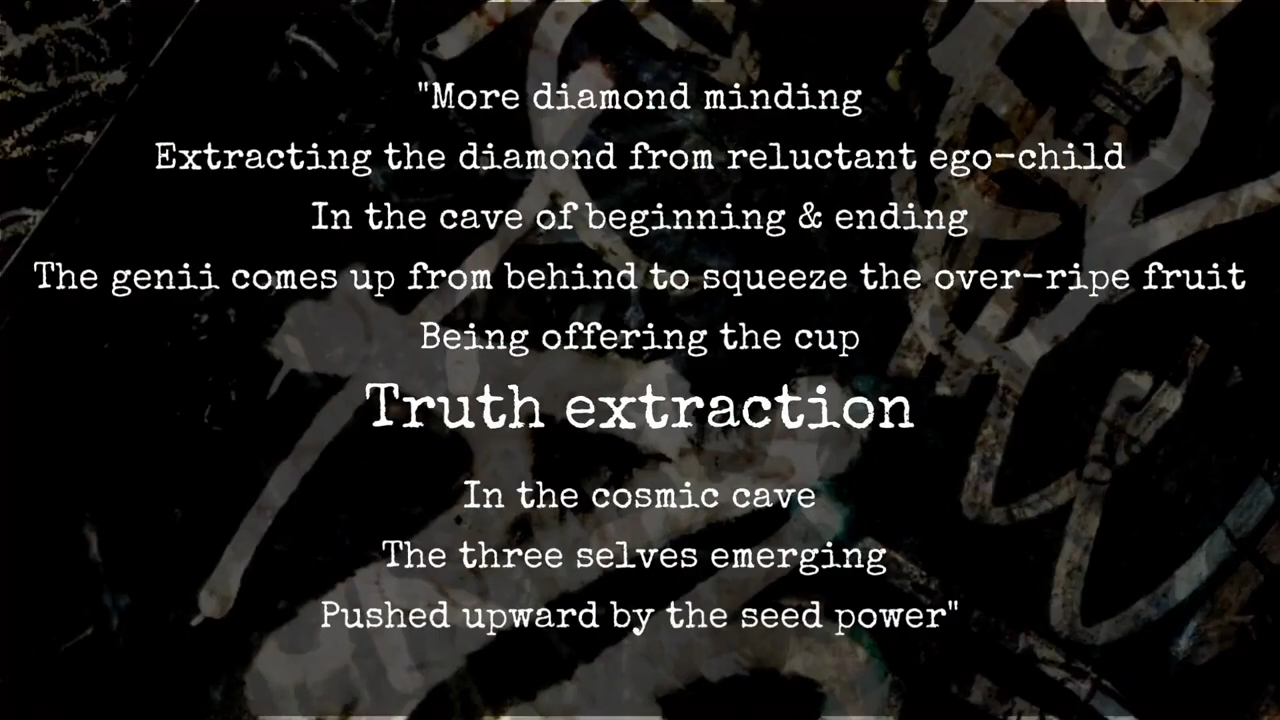 "More diamond minding
Extracting the diamond from reluctant ego-child
In the cave of beginning & ending
The genii comes up from behind to squeeze the over-ripe fruit
Being offering the cup
Truth extraction
In the cosmic cave
The three selves emerging
Pushed upward by the seed power"